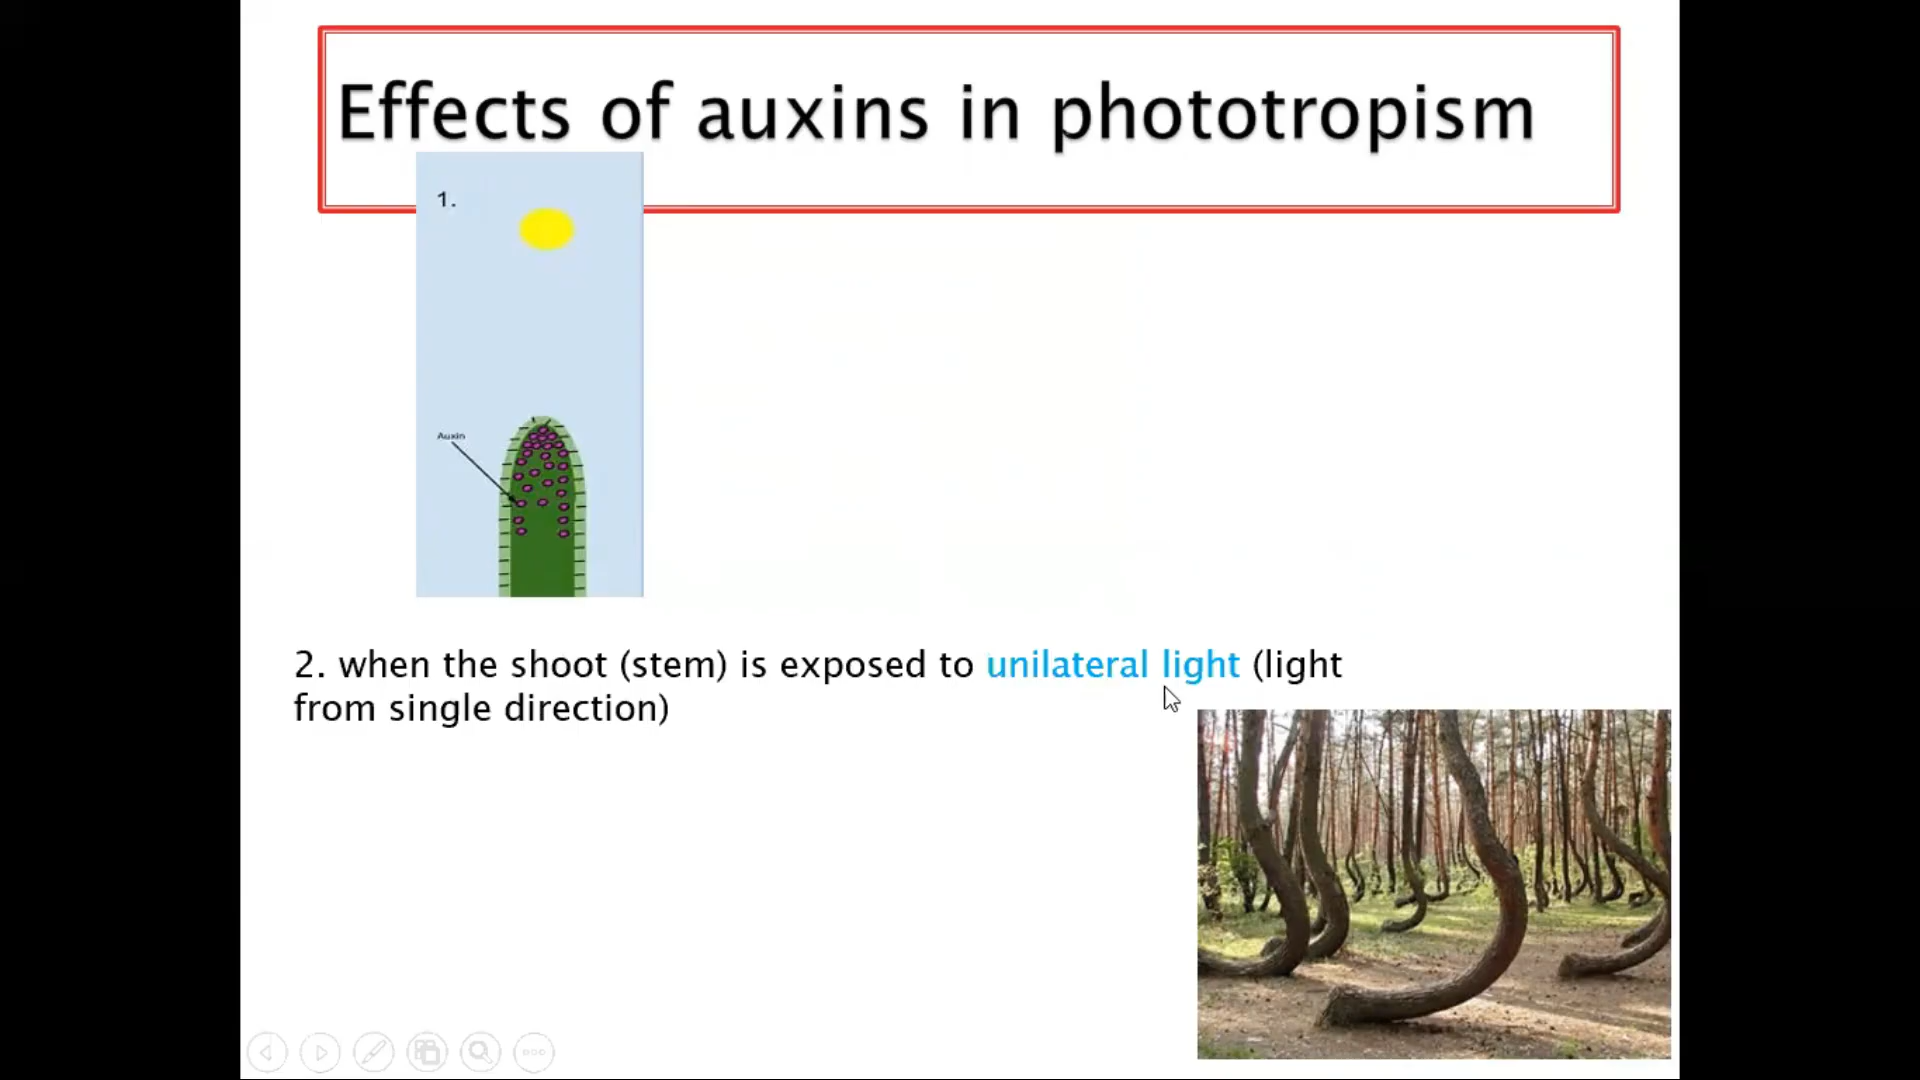 Effects of auxins in phototropism
1.
Auxin
2. when the shoot (stem) is exposed to unilateral light (light
from single direction)